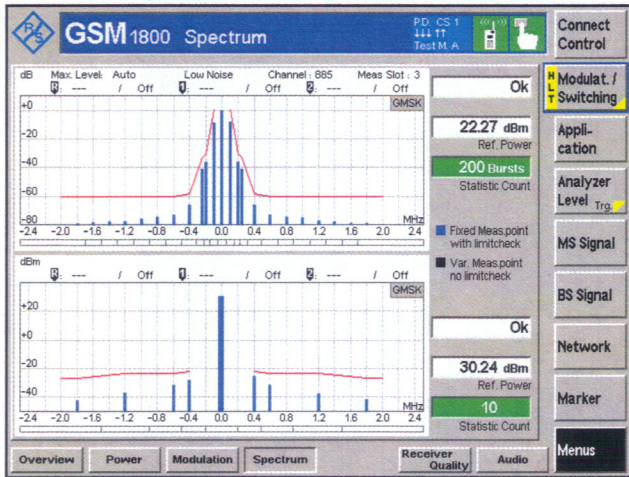 R&S
GSM 1800 Spectrum
P.D. CS 1
Test M. A
Connect Control
dB Max. Level: Auto Low Noise Channel : 885 Meas Slot : 3
--- / Off 1: --- / Off 2: --- / Off
GMSK
+0
-20
-40
-60
-80
MHz
-2.4 -2.0 -1.6 -1.2 -0.8 -0.4 0.0 0.4 0.8 1.2 1.6 2.0 2.4
Ok
22.27 dBm
Ref. Power
200 Bursts
Statistic Count
Fixed Meas.point
with limitcheck
Var. Meas.point
no limitcheck
dBm
--- / Off 1: --- / Off 2: --- / Off
GMSK
+20
+0
-20
-40
MHz
-2.4 -2.0 -1.6 -1.2 -0.8 -0.4 0.0 0.4 0.8 1.2 1.6 2.0 2.4
Ok
30.24 dBm
Ref. Power
10
Statistic Count
HLT
Modulat. /
Switching
Appli-
cation
Analyzer
Level Trg.
MS Signal
BS Signal
Network
Marker
Menus
Overview Power Modulation Spectrum Receiver Quality Audio